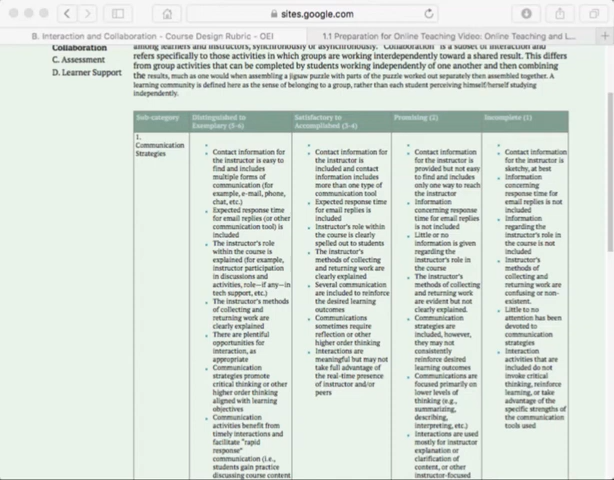 sites.google.com
B. Interaction and Collaboration - Course Design Rubric - OEI
1.1 Preparation for Online Teaching Video: Online Teaching and L...
Collaboration
C. Assessment
D. Learner Support
among learners and instructors, synchronously or asynchronously. "Collaboration" is a subset of interaction and
refers specifically to those activities in which groups are working interdependently toward a shared result. This differs
from group activities that can be completed by students working independently of one another and then combining
the results, much as one would when assembling a jigsaw puzzle with parts of the puzzle worked out separately then assembled together. A
learning community is defined here as the sense of belonging to a group, rather than each student perceiving himself/herself studying
independently.
Sub-category
Distinguished to
Exemplary (5-6)
Satisfactory to
Accomplished (3-4)
Promising (2)
Incomplete (1)
1.
Communication
Strategies
Contact information for
the instructor is easy to
find and includes
multiple forms of
communication (for
example, e-mail, phone,
chat, etc.)
Expected response time
for email replies (or other
communication tool) is
included
The instructor's role
within the course is
explained (for example,
instructor participation
in discussions and
activities, role—if any—in
tech support, etc.)
The instructor's methods
of collecting and
returning work are
clearly explained
There are plentiful
opportunities for
interaction, as
appropriate
Communication
strategies promote
critical thinking or other
higher order thinking
aligned with learning
objectives
Communication
activities benefit from
timely interactions and
facilitate "rapid
response"
communication (i.e.,
students gain practice
discussing course content
Contact information for
the instructor is
included and contact
information includes
more than one type of
communication tool
Expected response time
for email replies is
included
Instructor's role within
the course is clearly
spelled out to students
The instructor's
methods of collecting
and returning work are
clearly explained
Several communication
are included to reinforce
the desired learning
outcomes
Communications
sometimes require
reflection or other
higher order thinking
Interactions are
meaningful but may not
take full advantage of
the real-time presence
of instructor and/or
peers
Contact information
for the instructor is
provided but not easy
to find and includes
only one way to reach
the instructor
Information
concerning response
time for email replies
is not included
Little or no
information is given
regarding the
instructor's role in
the course
The instructor's
methods of collecting
and returning work
are evident but not
clearly explained.
Communication
strategies are
included, however,
they may not
consistently
reinforce desired
learning outcomes
Communications are
focused primarily on
lower levels of
thinking (e.g.,
summarizing,
describing,
interpreting, etc.)
Interactions are used
mostly for instructor
explanation or
clarification of
content, or other
instructor-focused
Contact information
for the instructor is
sketchy, at best
Information
concerning response
time for email
replies is not
included
Information
regarding the
instructor's role in
the course is not
included
Instructor's
methods of
collecting and
returning work are
confusing or non-
existent.
Little to no
attention has been
devoted to
communication
strategies
Interaction
activities that are
included do not
invoke critical
thinking, reinforce
learning, or take
advantage of the
specific strengths of
the communication
tools used